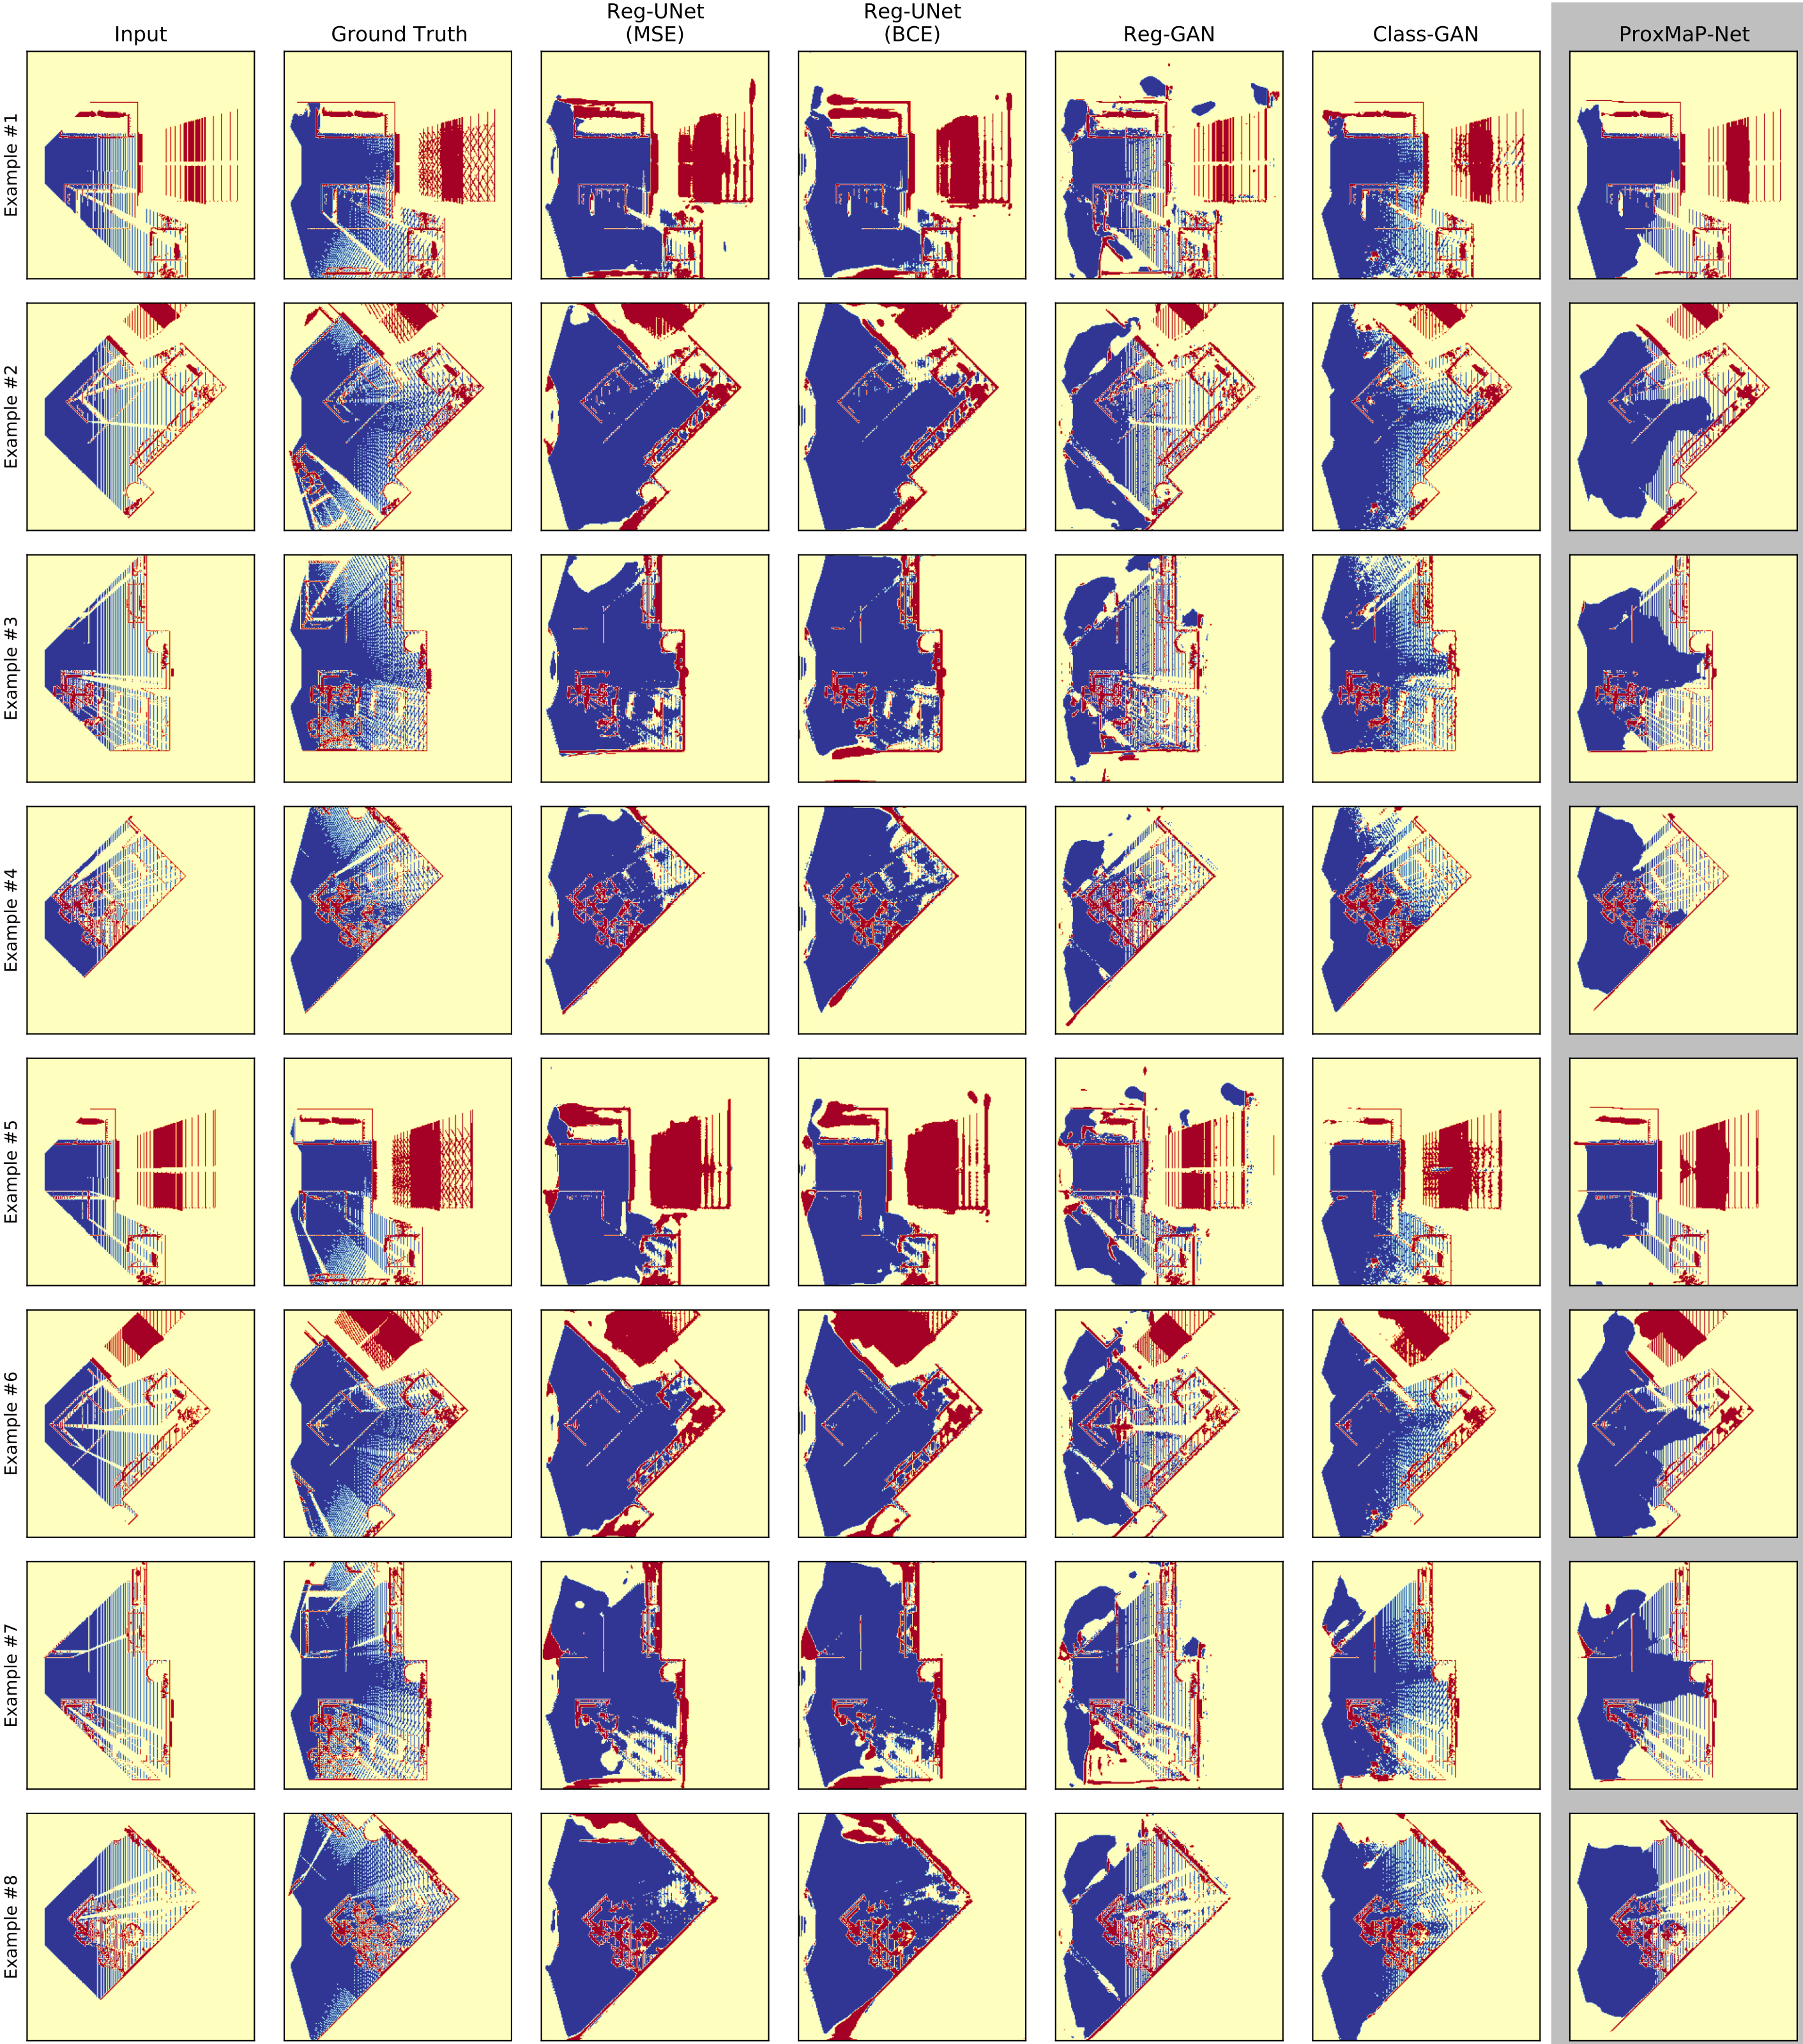 Input
Ground Truth
Reg-UNet
(MSE)
Reg-UNet
(BCE)
Reg-GAN
Class-GAN
ProxMaP-Net
Example #1
Example #2
Example #3
Example #4
Example #5
Example #6
Example #7
Example #8